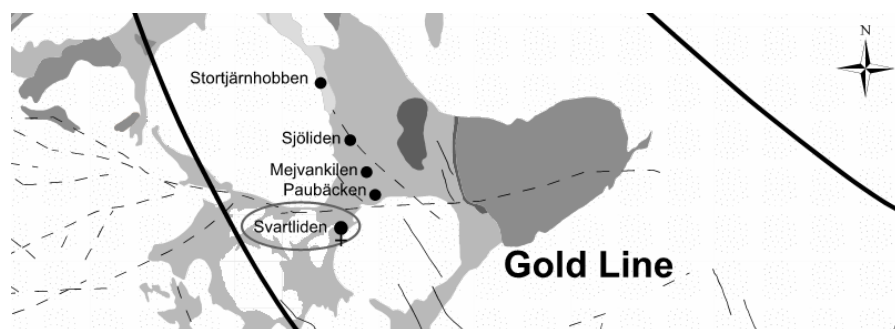 N
Stortjärnhobben
Sjöliden
Mejvankilen
Paubäcken
Svartliden
Gold Line